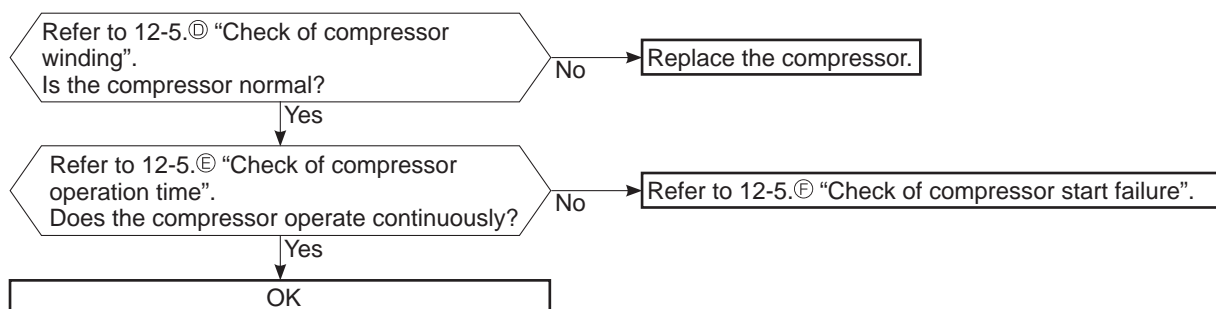 Refer to 12-5.Ⓓ “Check of compressor
winding”.
Is the compressor normal?
No
Replace the compressor.
Yes
Refer to 12-5.Ⓔ “Check of compressor
operation time”.
Does the compressor operate continuously?
No
Refer to 12-5.Ⓕ “Check of compressor start failure”.
Yes
OK